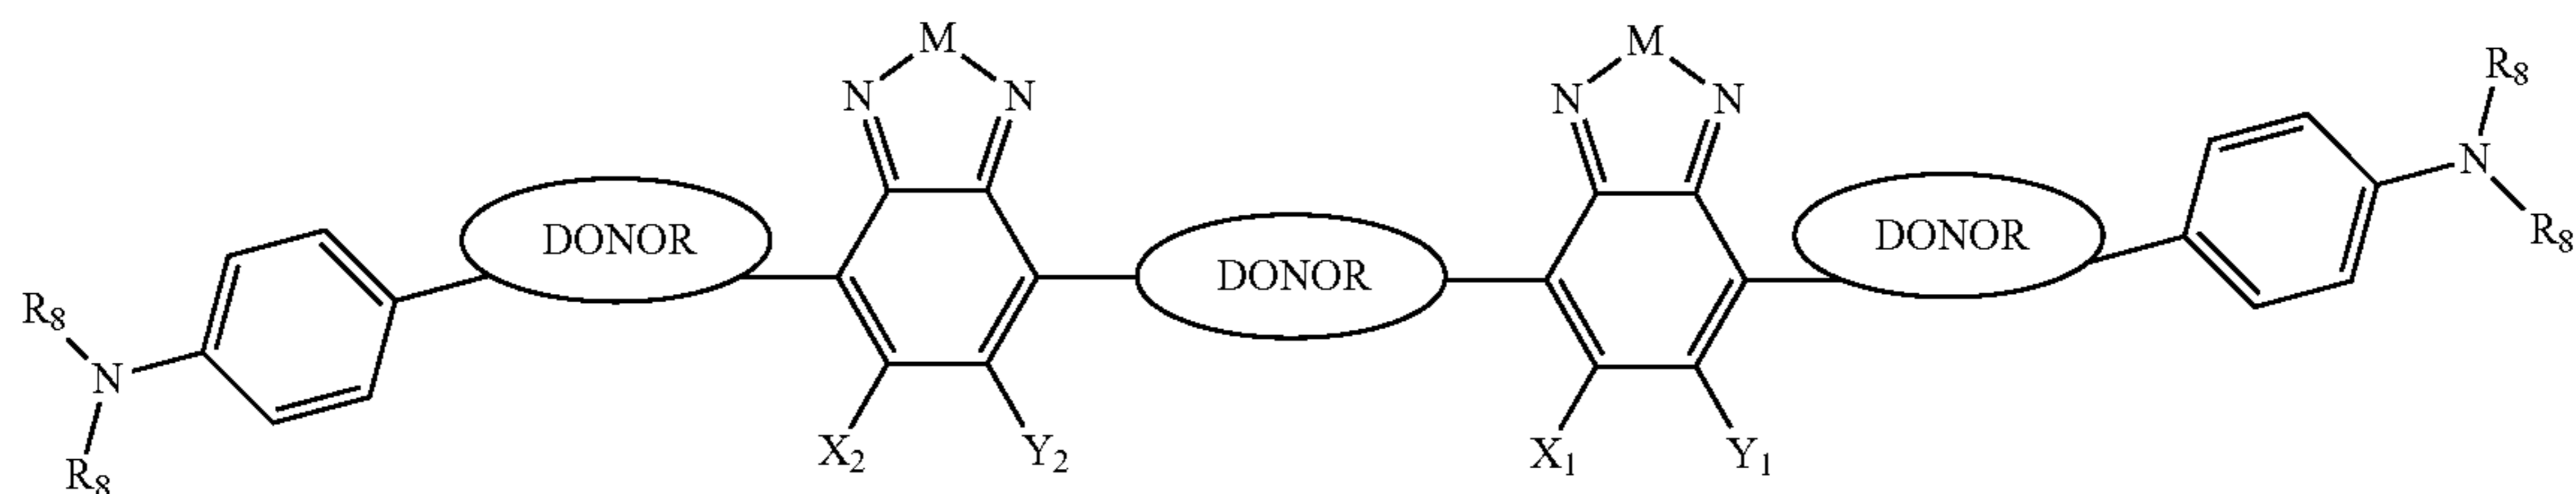 M M
N N N N
R₈
N
R₈
DONOR DONOR DONOR
R₈
N
R₈
X₂ Y₂ X₁ Y₁